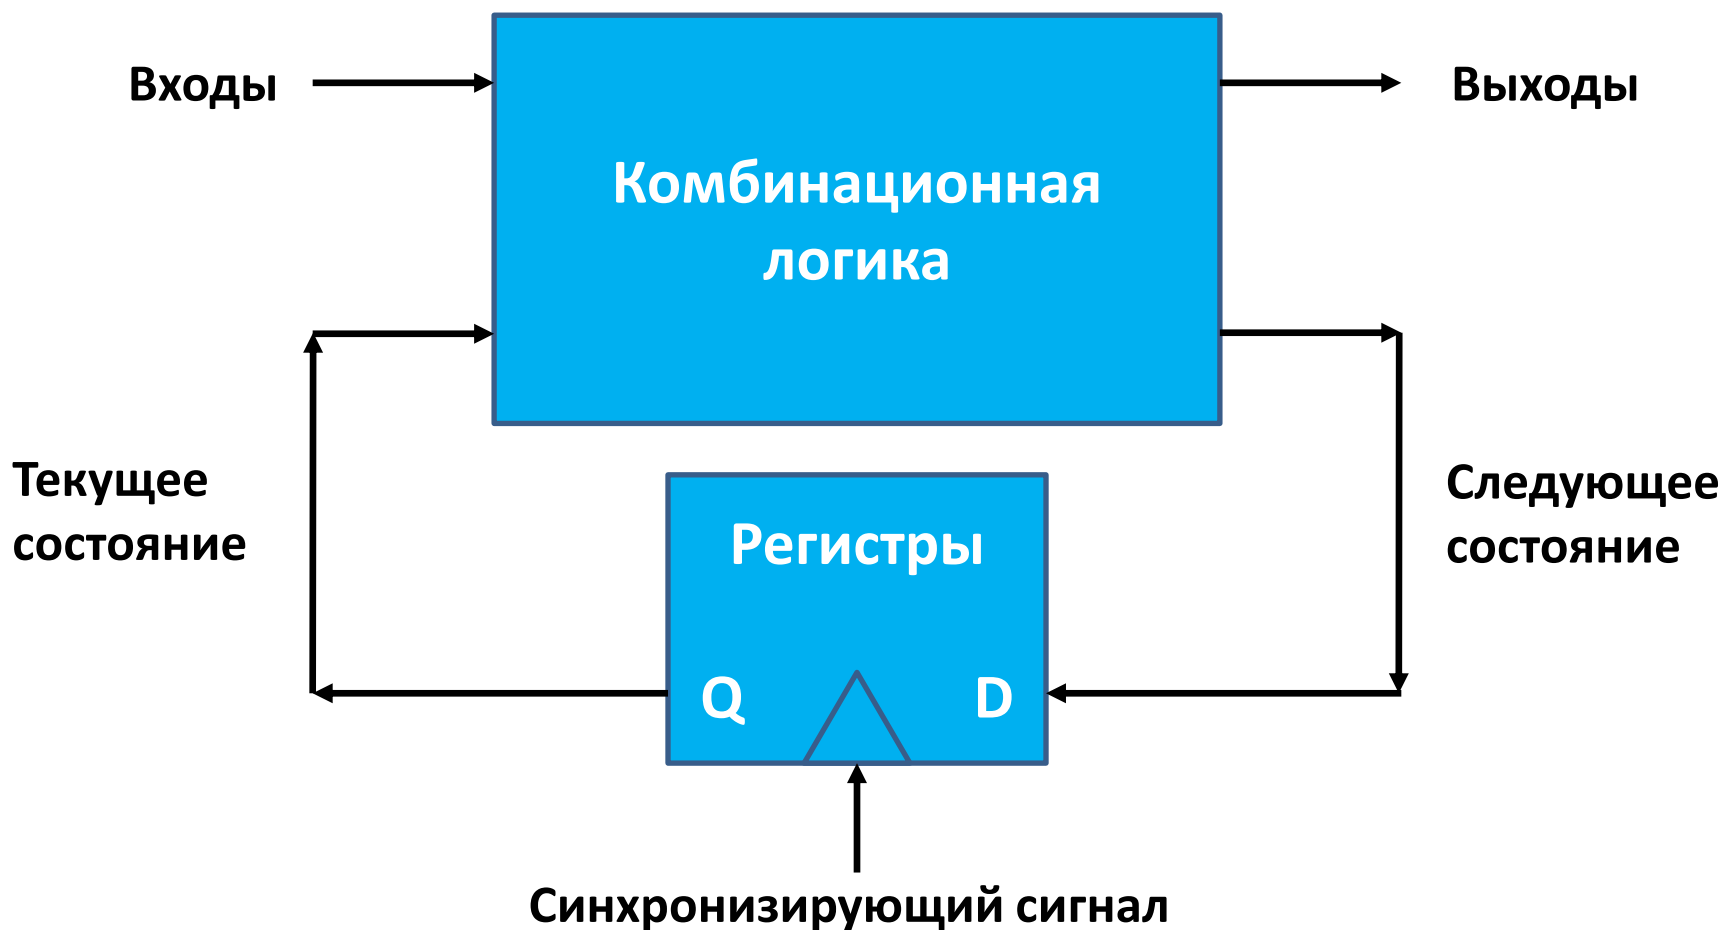 Входы
Выходы
Комбинационная
логика
Текущее
состояние
Следующее
состояние
Регистры
Q
D
Синхронизирующий сигнал